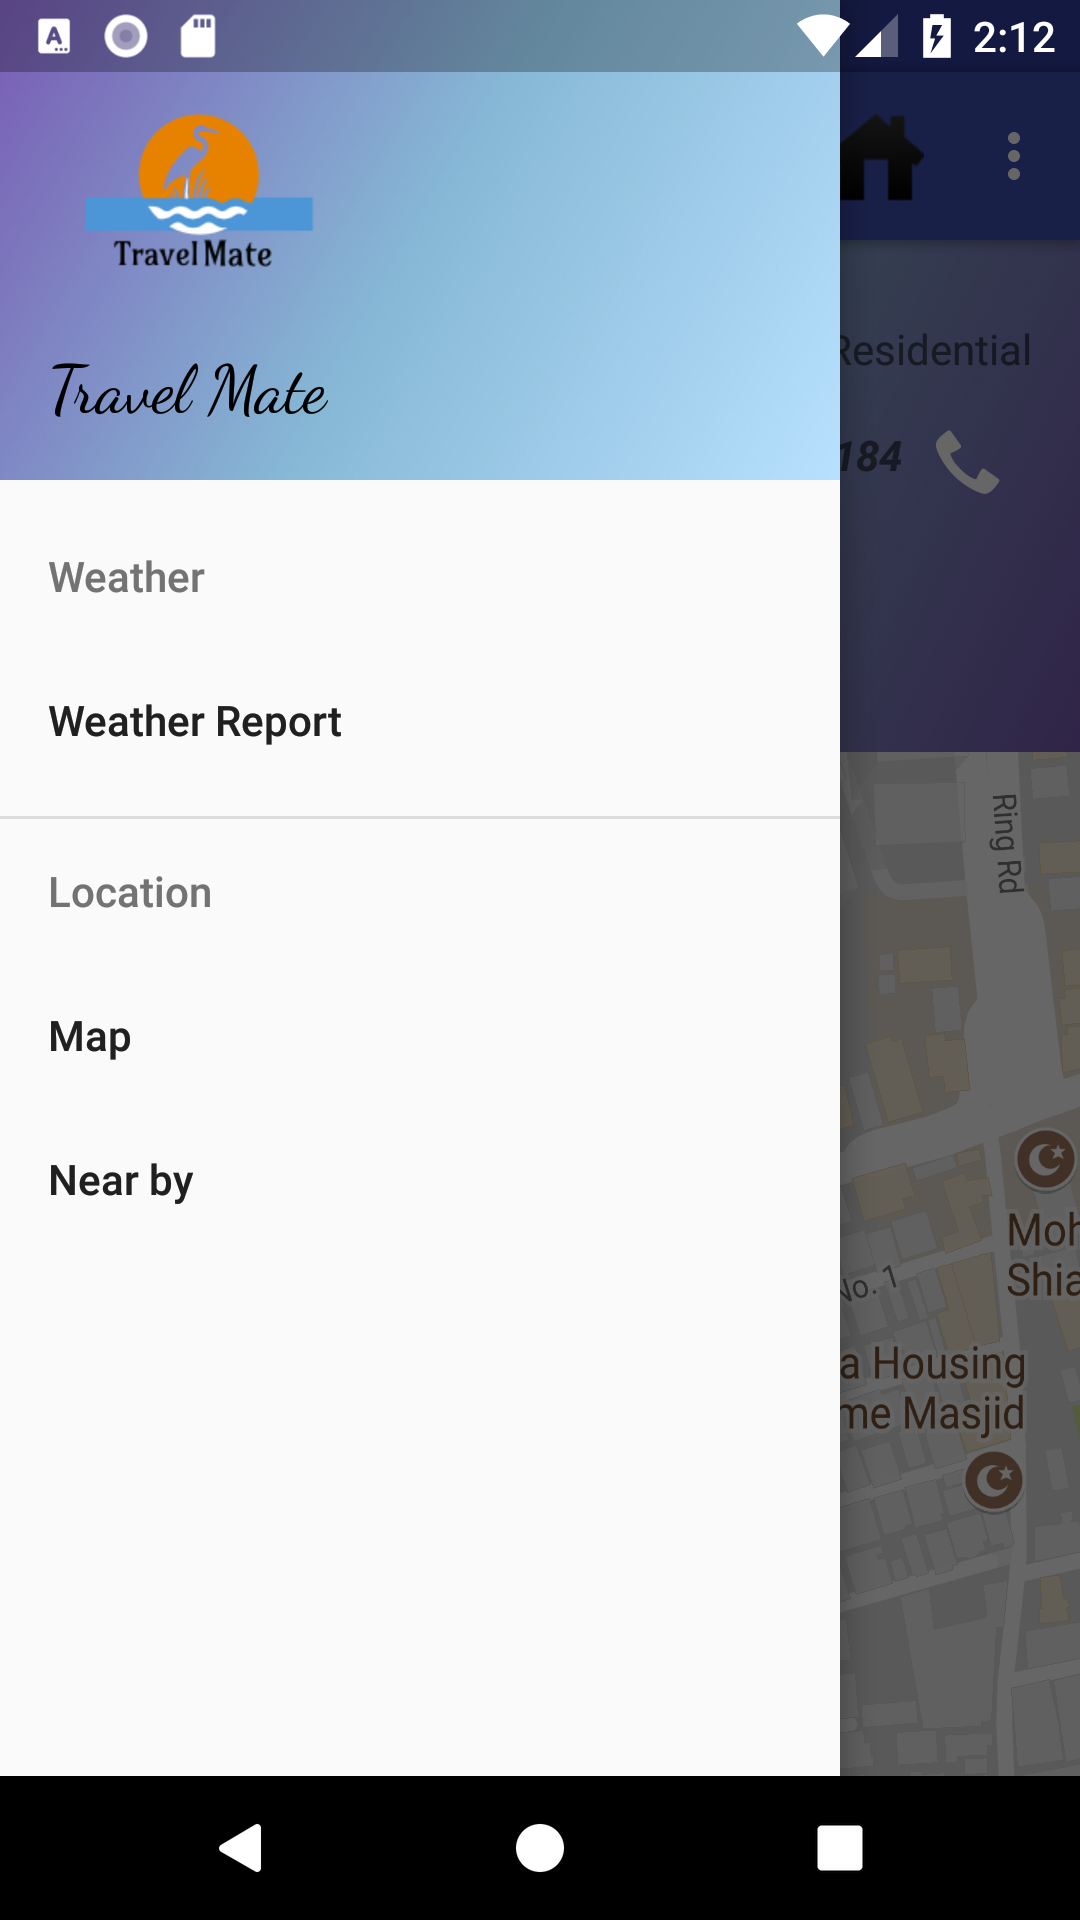 2:12
Travel Mate
Travel Mate
Residential
184
Weather
Weather Report
Location
Map
Near by
Ring Rd
Moh
Shia
No. 1
a Housing
me Masjid